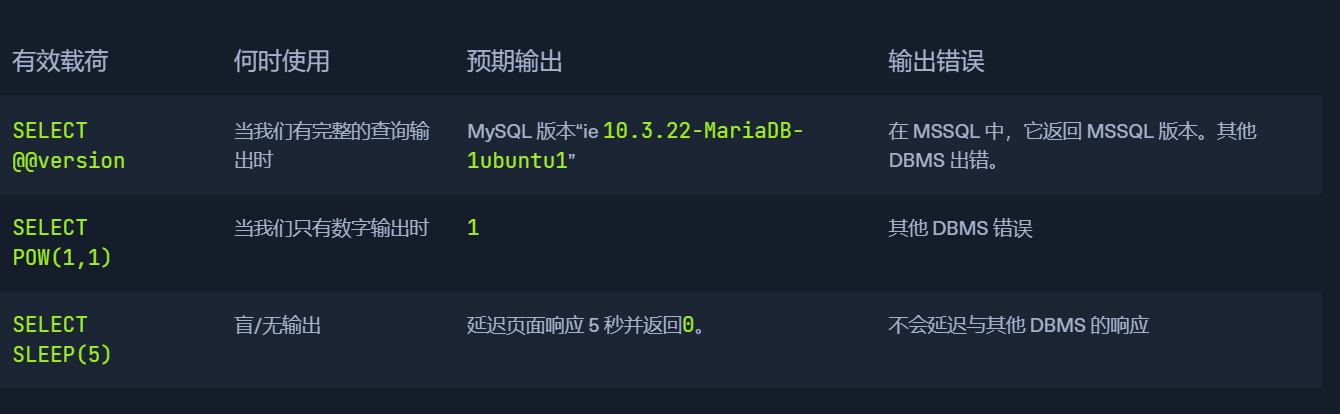 有效载荷 何时使用 预期输出 输出错误
SELECT 当我们有完整的查询输 MySQL 版本“ie 10.3.22-MariaDB- 在 MSSQL 中，它返回 MSSQL 版本。其他
@@version 出时 1ubuntu1” DBMS 出错。
SELECT 当我们只有数字输出时 1 其他 DBMS 错误
POW(1,1)
SELECT 盲/无输出 延迟页面响应 5 秒并返回0。 不会延迟与其他 DBMS 的响应
SLEEP(5)